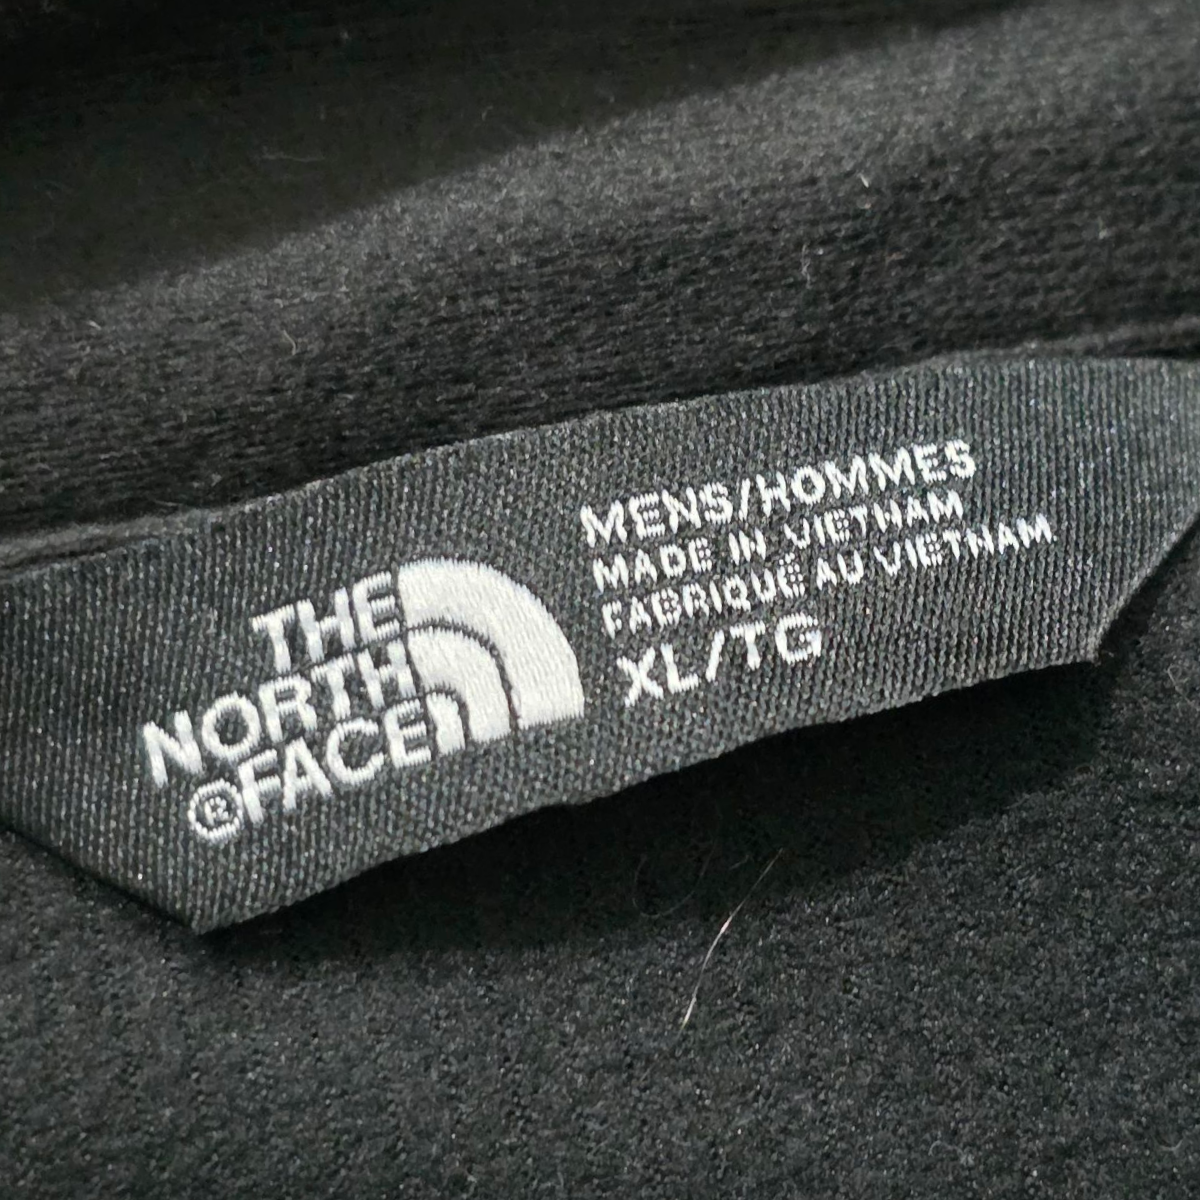 THE
NORTH
®FACE
MENS/HOMMES
MADE IN VIETNAM
FABRIQUÉ AU VIETNAM
XL/TG